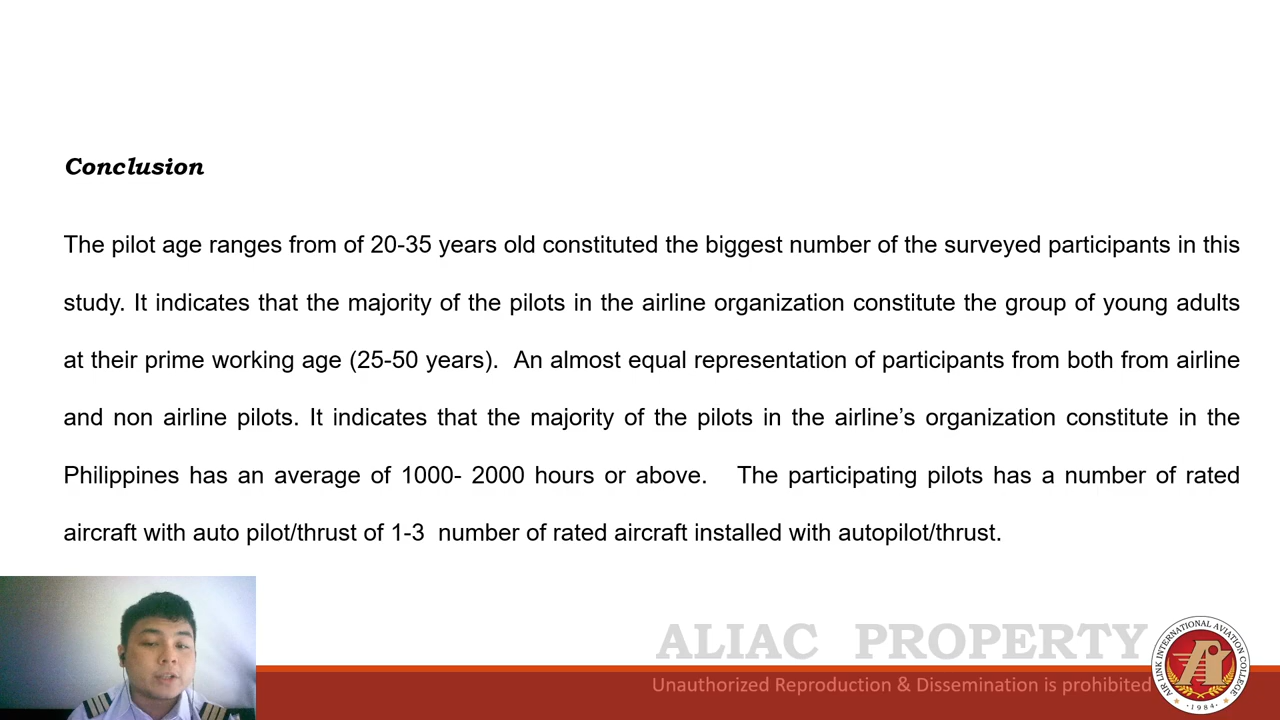 Conclusion
The pilot age ranges from of 20-35 years old constituted the biggest number of the surveyed participants in this
study. It indicates that the majority of the pilots in the airline organization constitute the group of young adults
at their prime working age (25-50 years).  An almost equal representation of participants from both from airline
and non airline pilots. It indicates that the majority of the pilots in the airline’s organization constitute in the
Philippines has an average of 1000- 2000 hours or above.   The participating pilots has a number of rated
aircraft with auto pilot/thrust of 1-3  number of rated aircraft installed with autopilot/thrust.
ALIAC PROPERTY
Unauthorized Reproduction & Dissemination is prohibited
AIR LINK INTERNATIONAL AVIATION COLLEGE
1984